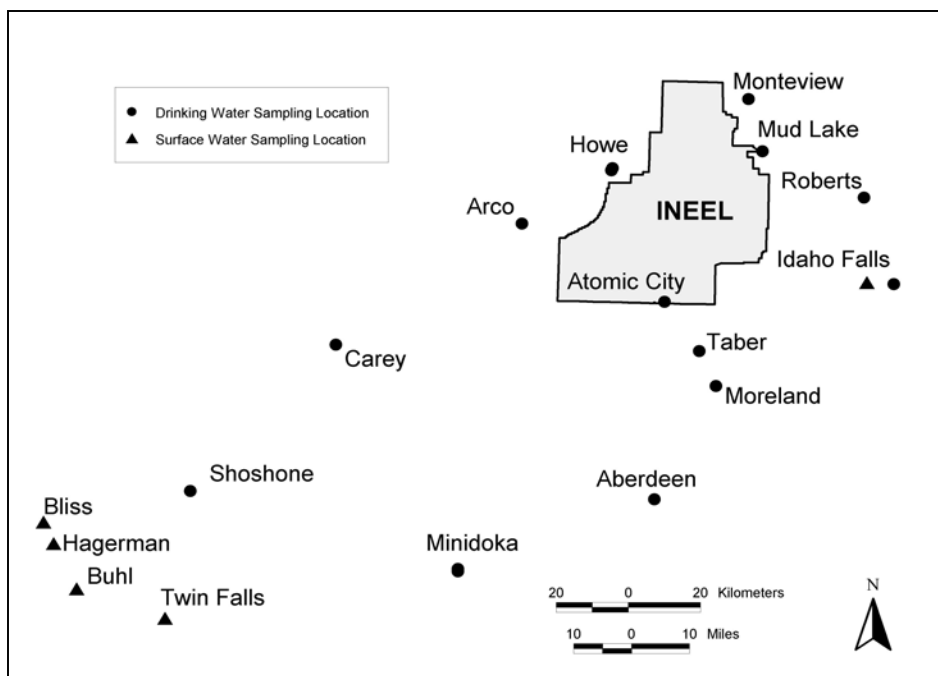 Monteview
Drinking Water Sampling Location
Surface Water Sampling Location
Mud Lake
Howe
Roberts
Arco
INEEL
Idaho Falls
Atomic City
Taber
Carey
Moreland
Shoshone
Aberdeen
Bliss
Hagerman
Minidoka
Buhl
Twin Falls
20 0 20 Kilometers
10 0 10 Miles
N